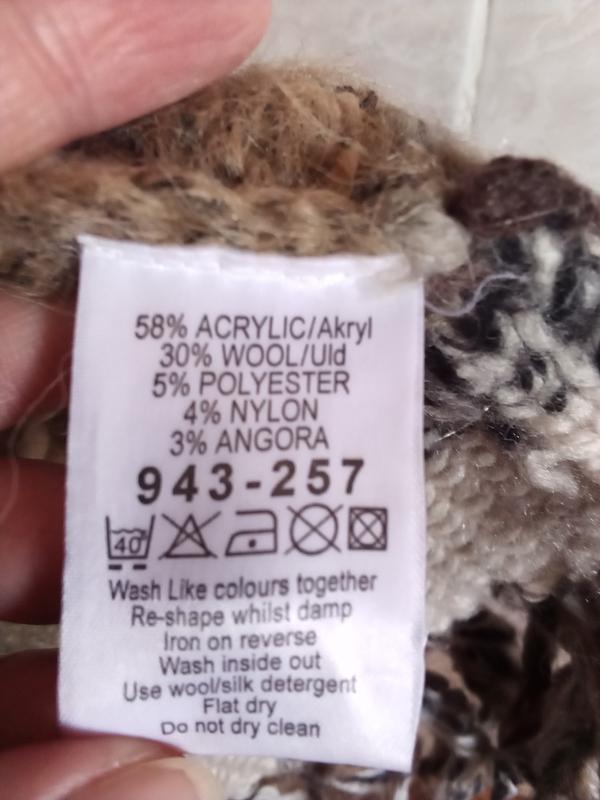 58% ACRYLIC/Akryl
30% WOOL/Uld
5% POLYESTER
4% NYLON
3% ANGORA
943-257
40°
Wash Like colours together
Re-shape whilst damp
Iron on reverse
Wash inside out
Use wool/silk detergent
Flat dry
Do not dry clean